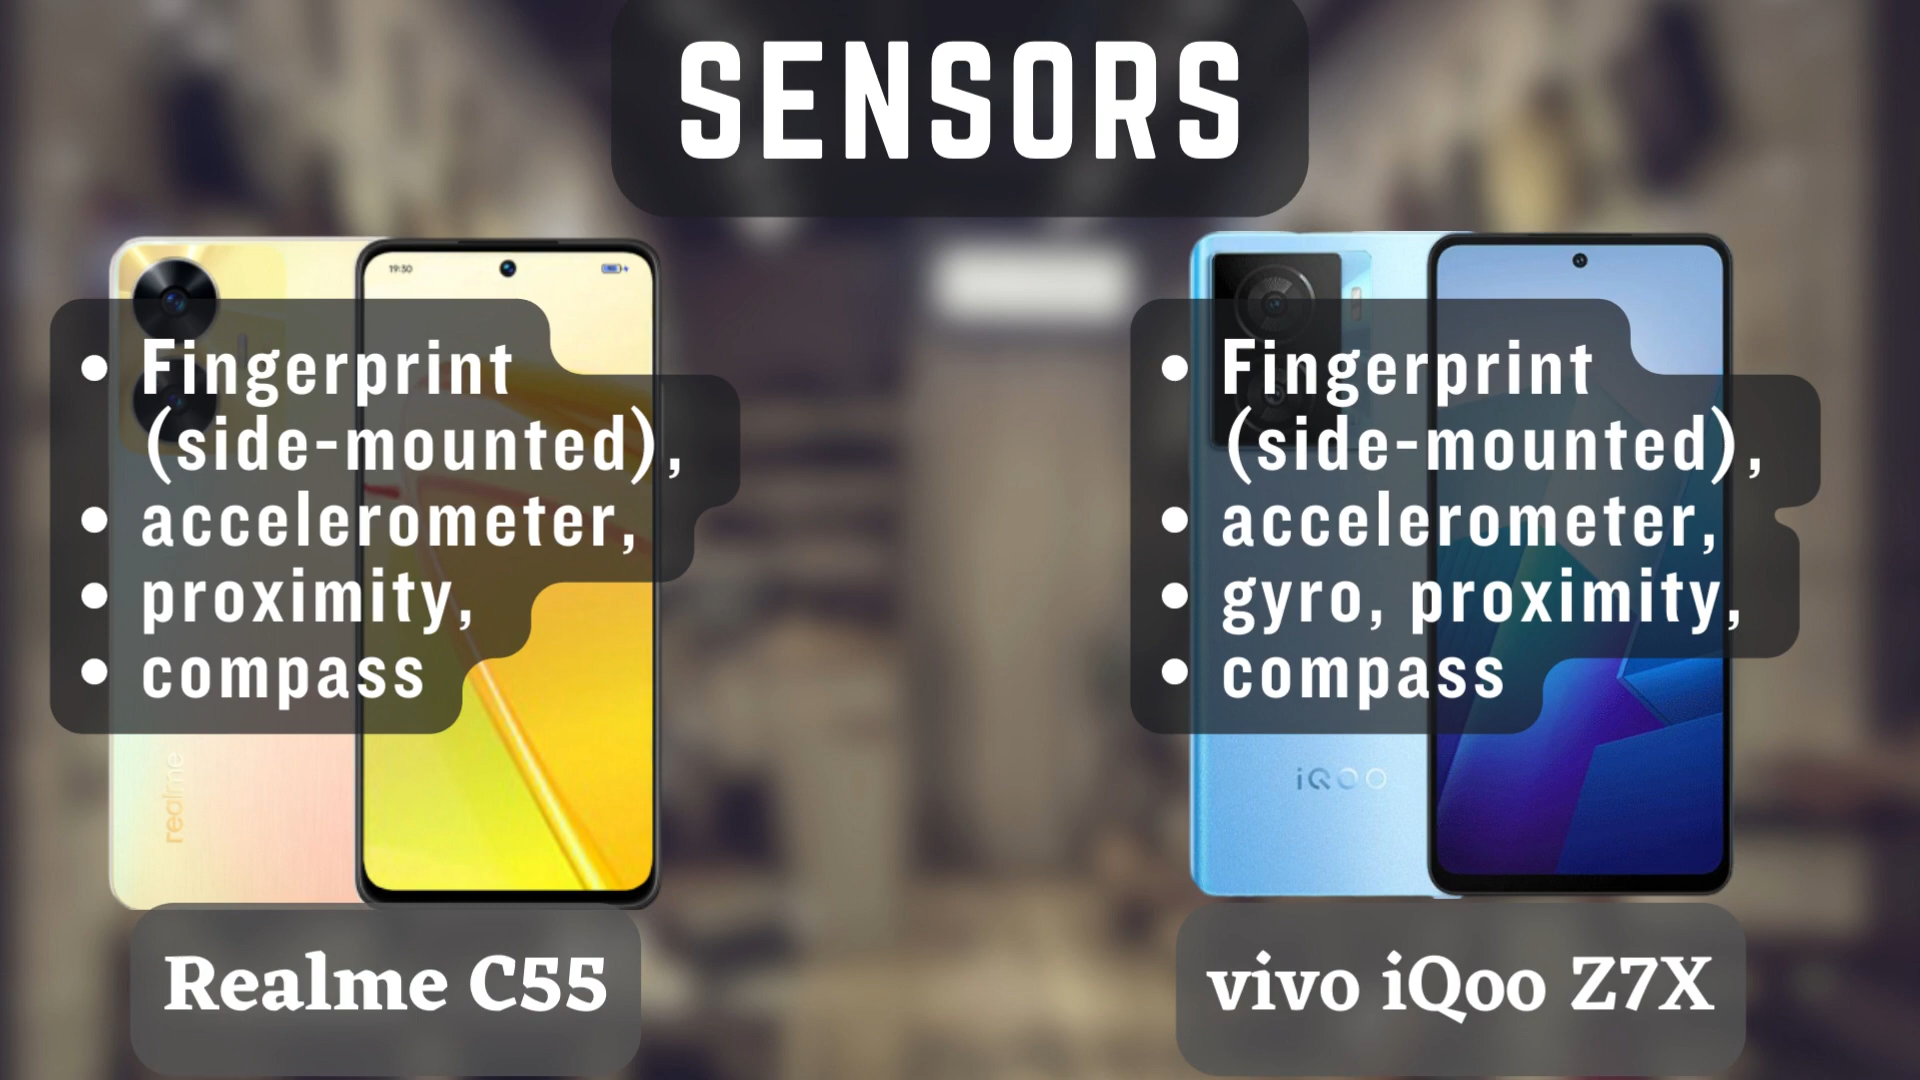 SENSORS
19:30
• Fingerprint
(side-mounted),
• accelerometer,
• proximity,
• compass
realme
Realme C55
• Fingerprint
(side-mounted),
• accelerometer,
• gyro, proximity,
• compass
iQOO
vivo iQoo Z7X